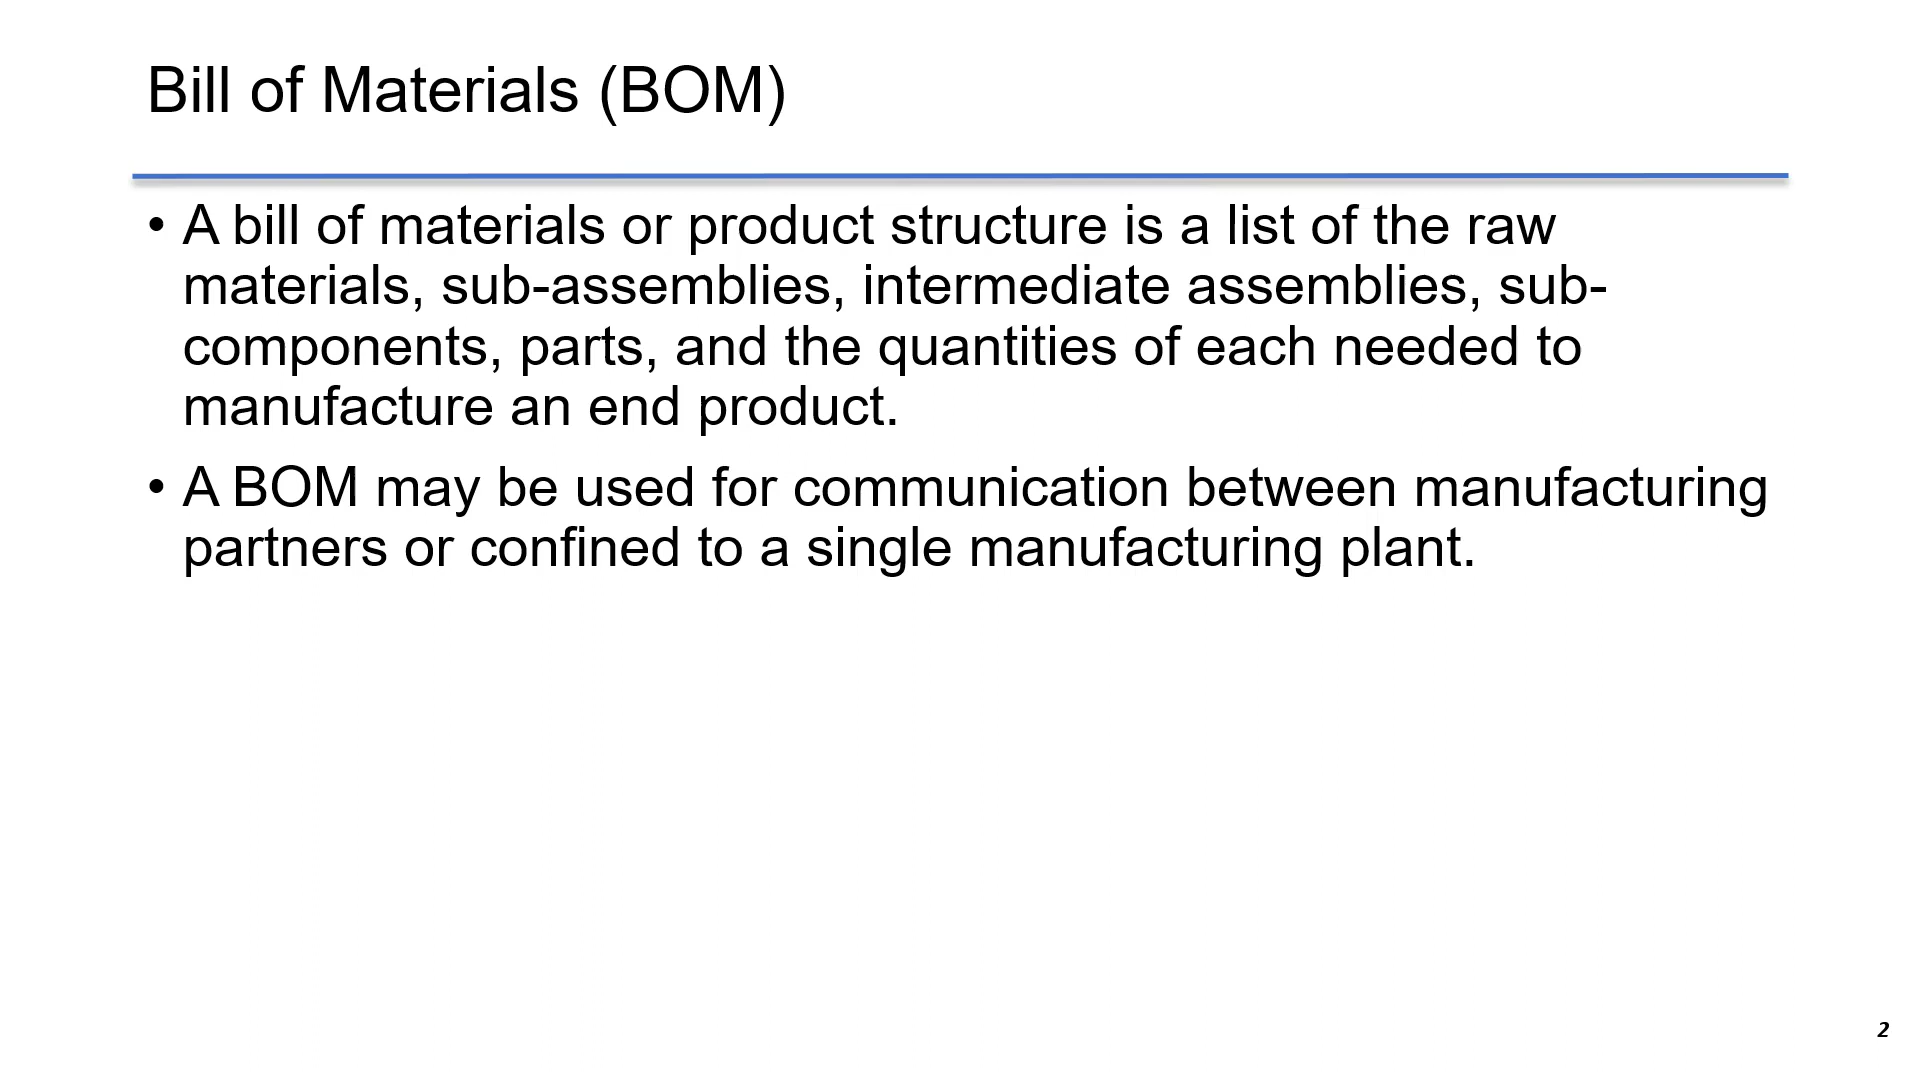 Bill of Materials (BOM)
• A bill of materials or product structure is a list of the raw
materials, sub-assemblies, intermediate assemblies, sub-
components, parts, and the quantities of each needed to
manufacture an end product.
• A BOM may be used for communication between manufacturing
partners or confined to a single manufacturing plant.
2